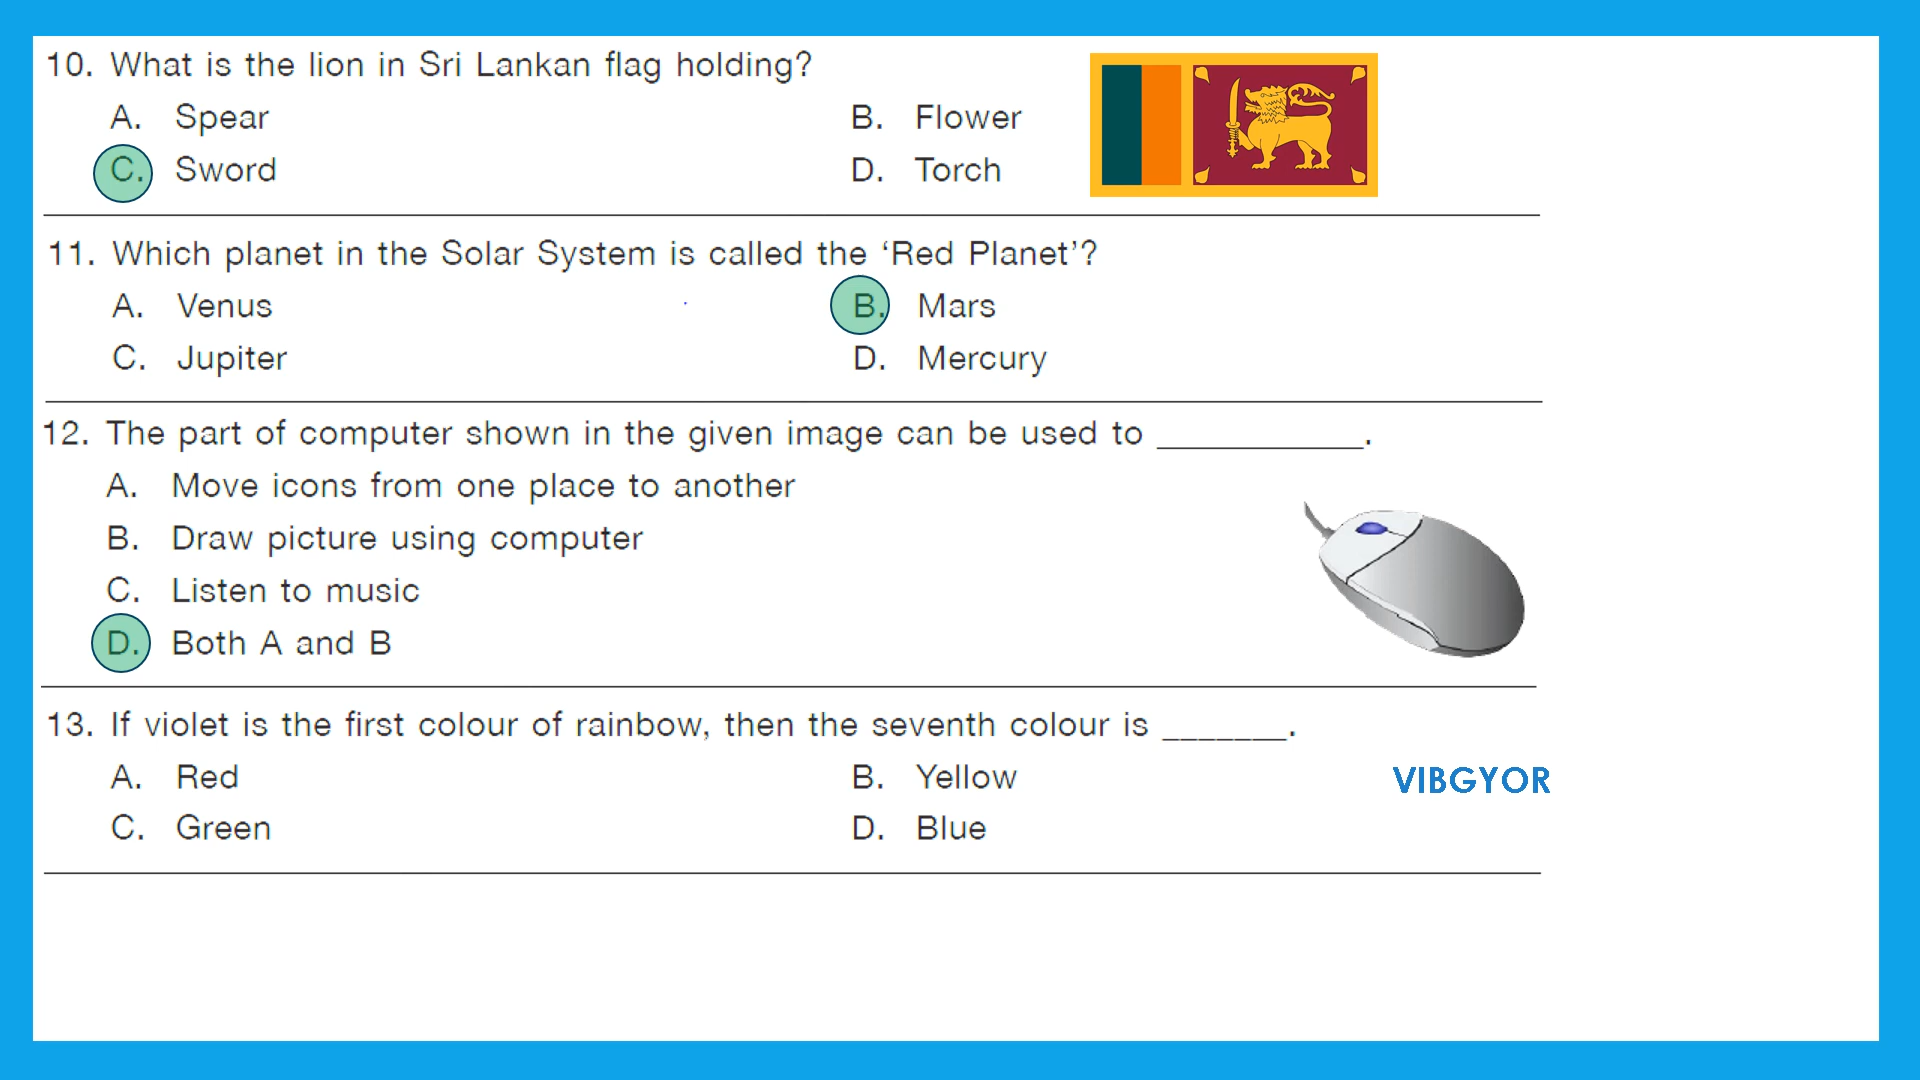 10. What is the lion in Sri Lankan flag holding?
A. Spear
B. Flower
C. Sword
D. Torch
11. Which planet in the Solar System is called the ‘Red Planet’?
A. Venus
B. Mars
C. Jupiter
D. Mercury
12. The part of computer shown in the given image can be used to ___________.
A. Move icons from one place to another
B. Draw picture using computer
C. Listen to music
D. Both A and B
13. If violet is the first colour of rainbow, then the seventh colour is _______.
A. Red
B. Yellow
VIBGYOR
C. Green
D. Blue